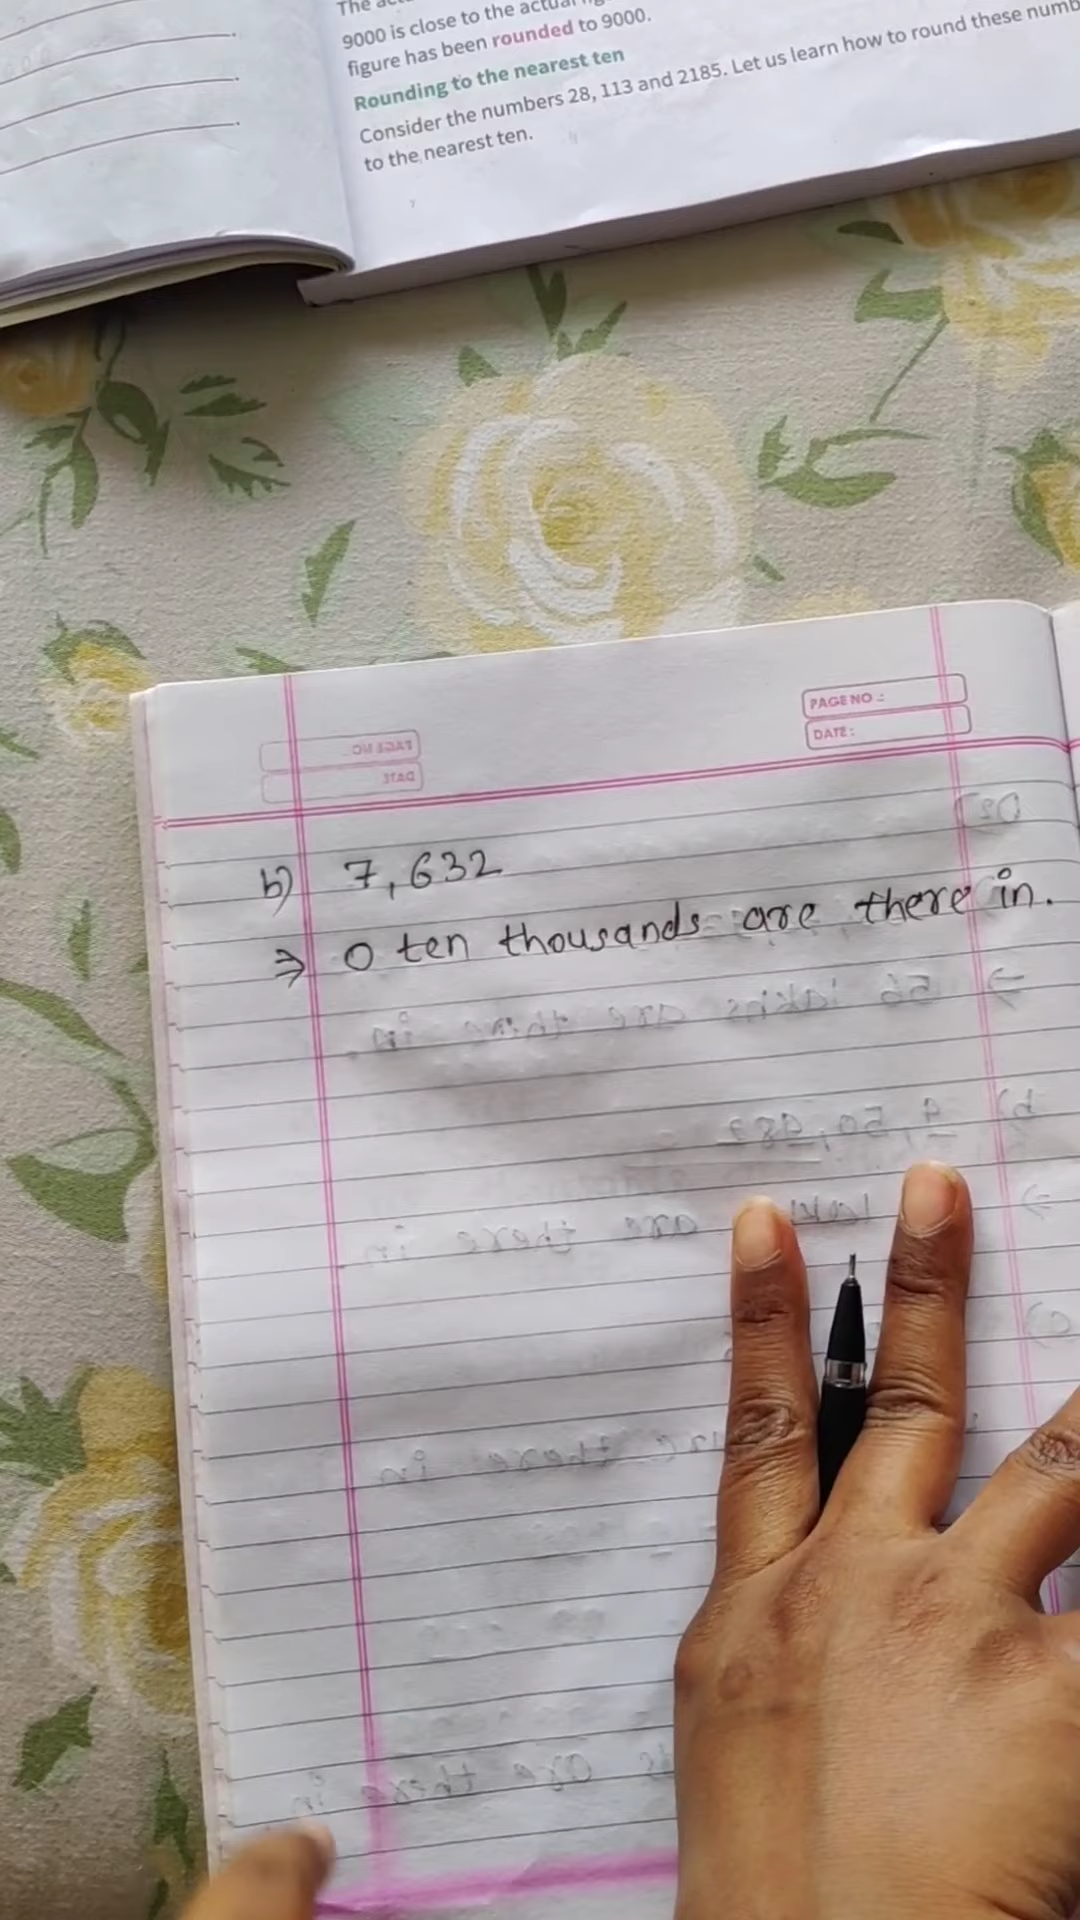 9000 is close to the actual
figure has been rounded to 9000.
Rounding to the nearest ten
Consider the numbers 28, 113 and 2185. Let us learn how to round these
to the nearest ten.
PAGE NO.:
DATE:
b) 7,632
⇒ 0 ten thousands are there in.